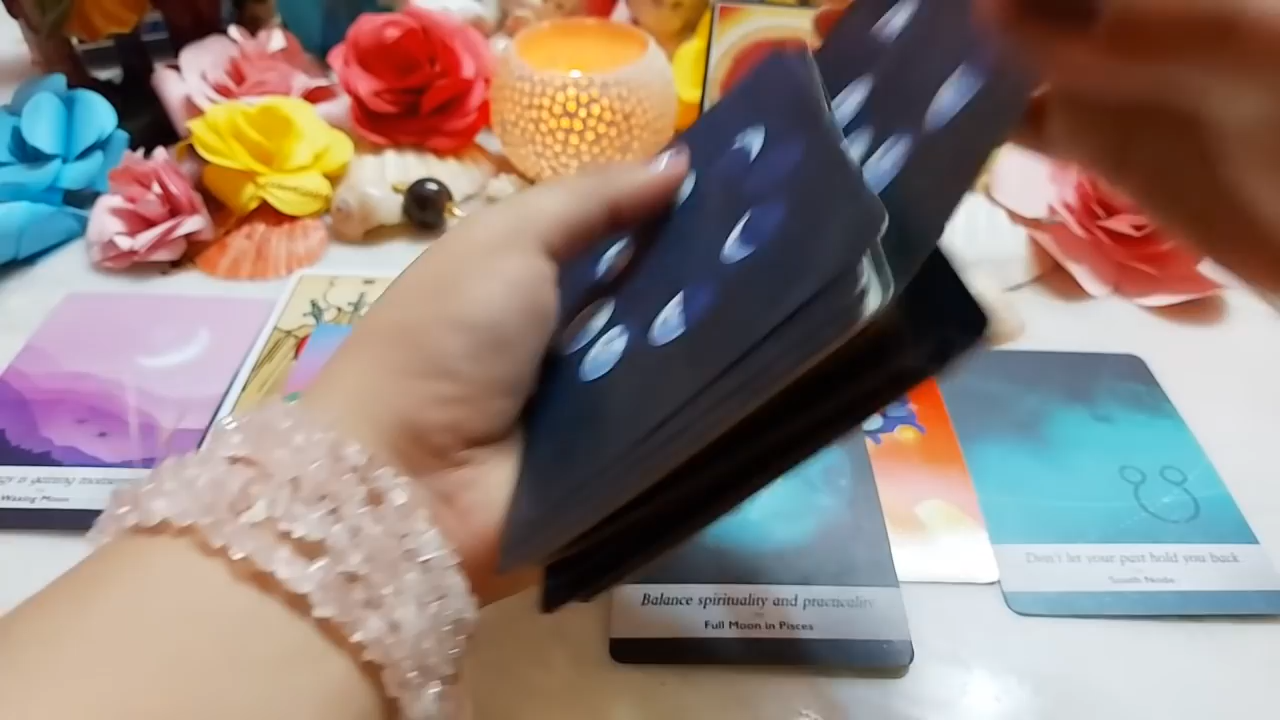 Waxing Moon
Balance spirituality and practicality
Full Moon in Pisces
Don't let your past hold you back
South Node